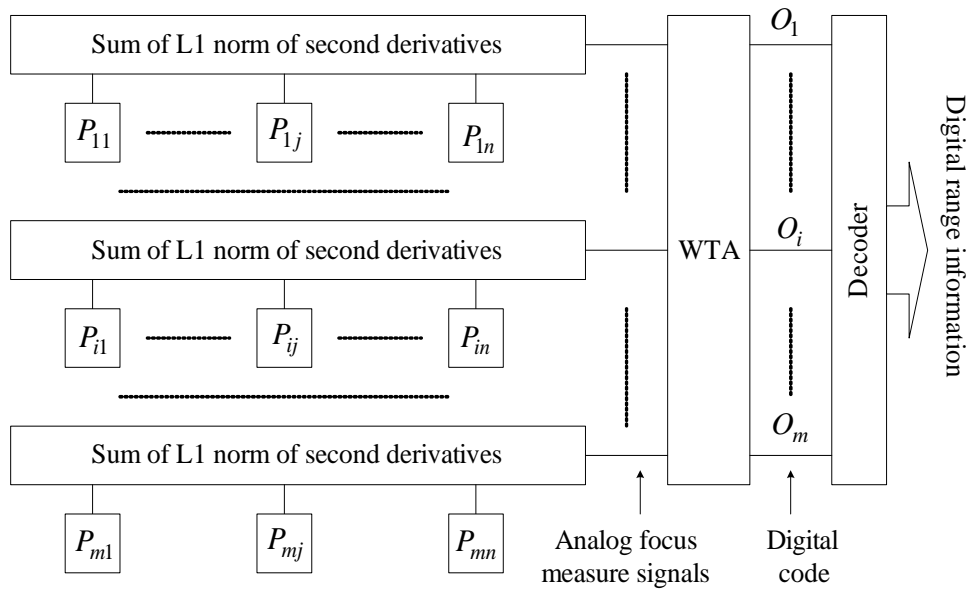 Sum of L1 norm of second derivatives
O1
P11
P1j
P1n
Sum of L1 norm of second derivatives
WTA
Oi
Decoder
Digital range information
Pi1
Pij
Pin
Sum of L1 norm of second derivatives
Om
Pm1
Pmj
Pmn
Analog focus
measure signals
Digital
code